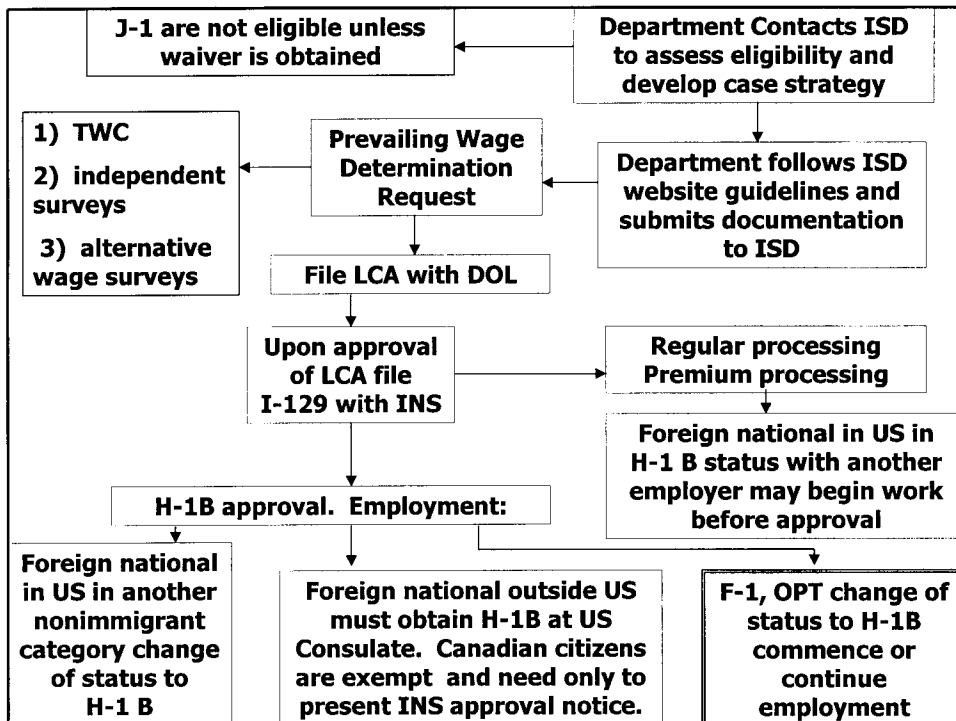 J-1 are not eligible unless
waiver is obtained
Department Contacts ISD
to assess eligibility and
develop case strategy
1) TWC
2) independent
surveys
3) alternative
wage surveys
Prevailing Wage
Determination
Request
Department follows ISD
website guidelines and
submits documentation
to ISD
File LCA with DOL
Upon approval
of LCA file
I-129 with INS
Regular processing
Premium processing
Foreign national in US in
H-1 B status with another
employer may begin work
before approval
H-1B approval. Employment:
Foreign national
in US in another
nonimmigrant
category change
of status to
H-1 B
Foreign national outside US
must obtain H-1B at US
Consulate. Canadian citizens
are exempt and need only to
present INS approval notice.
F-1, OPT change of
status to H-1B
commence or
continue
employment